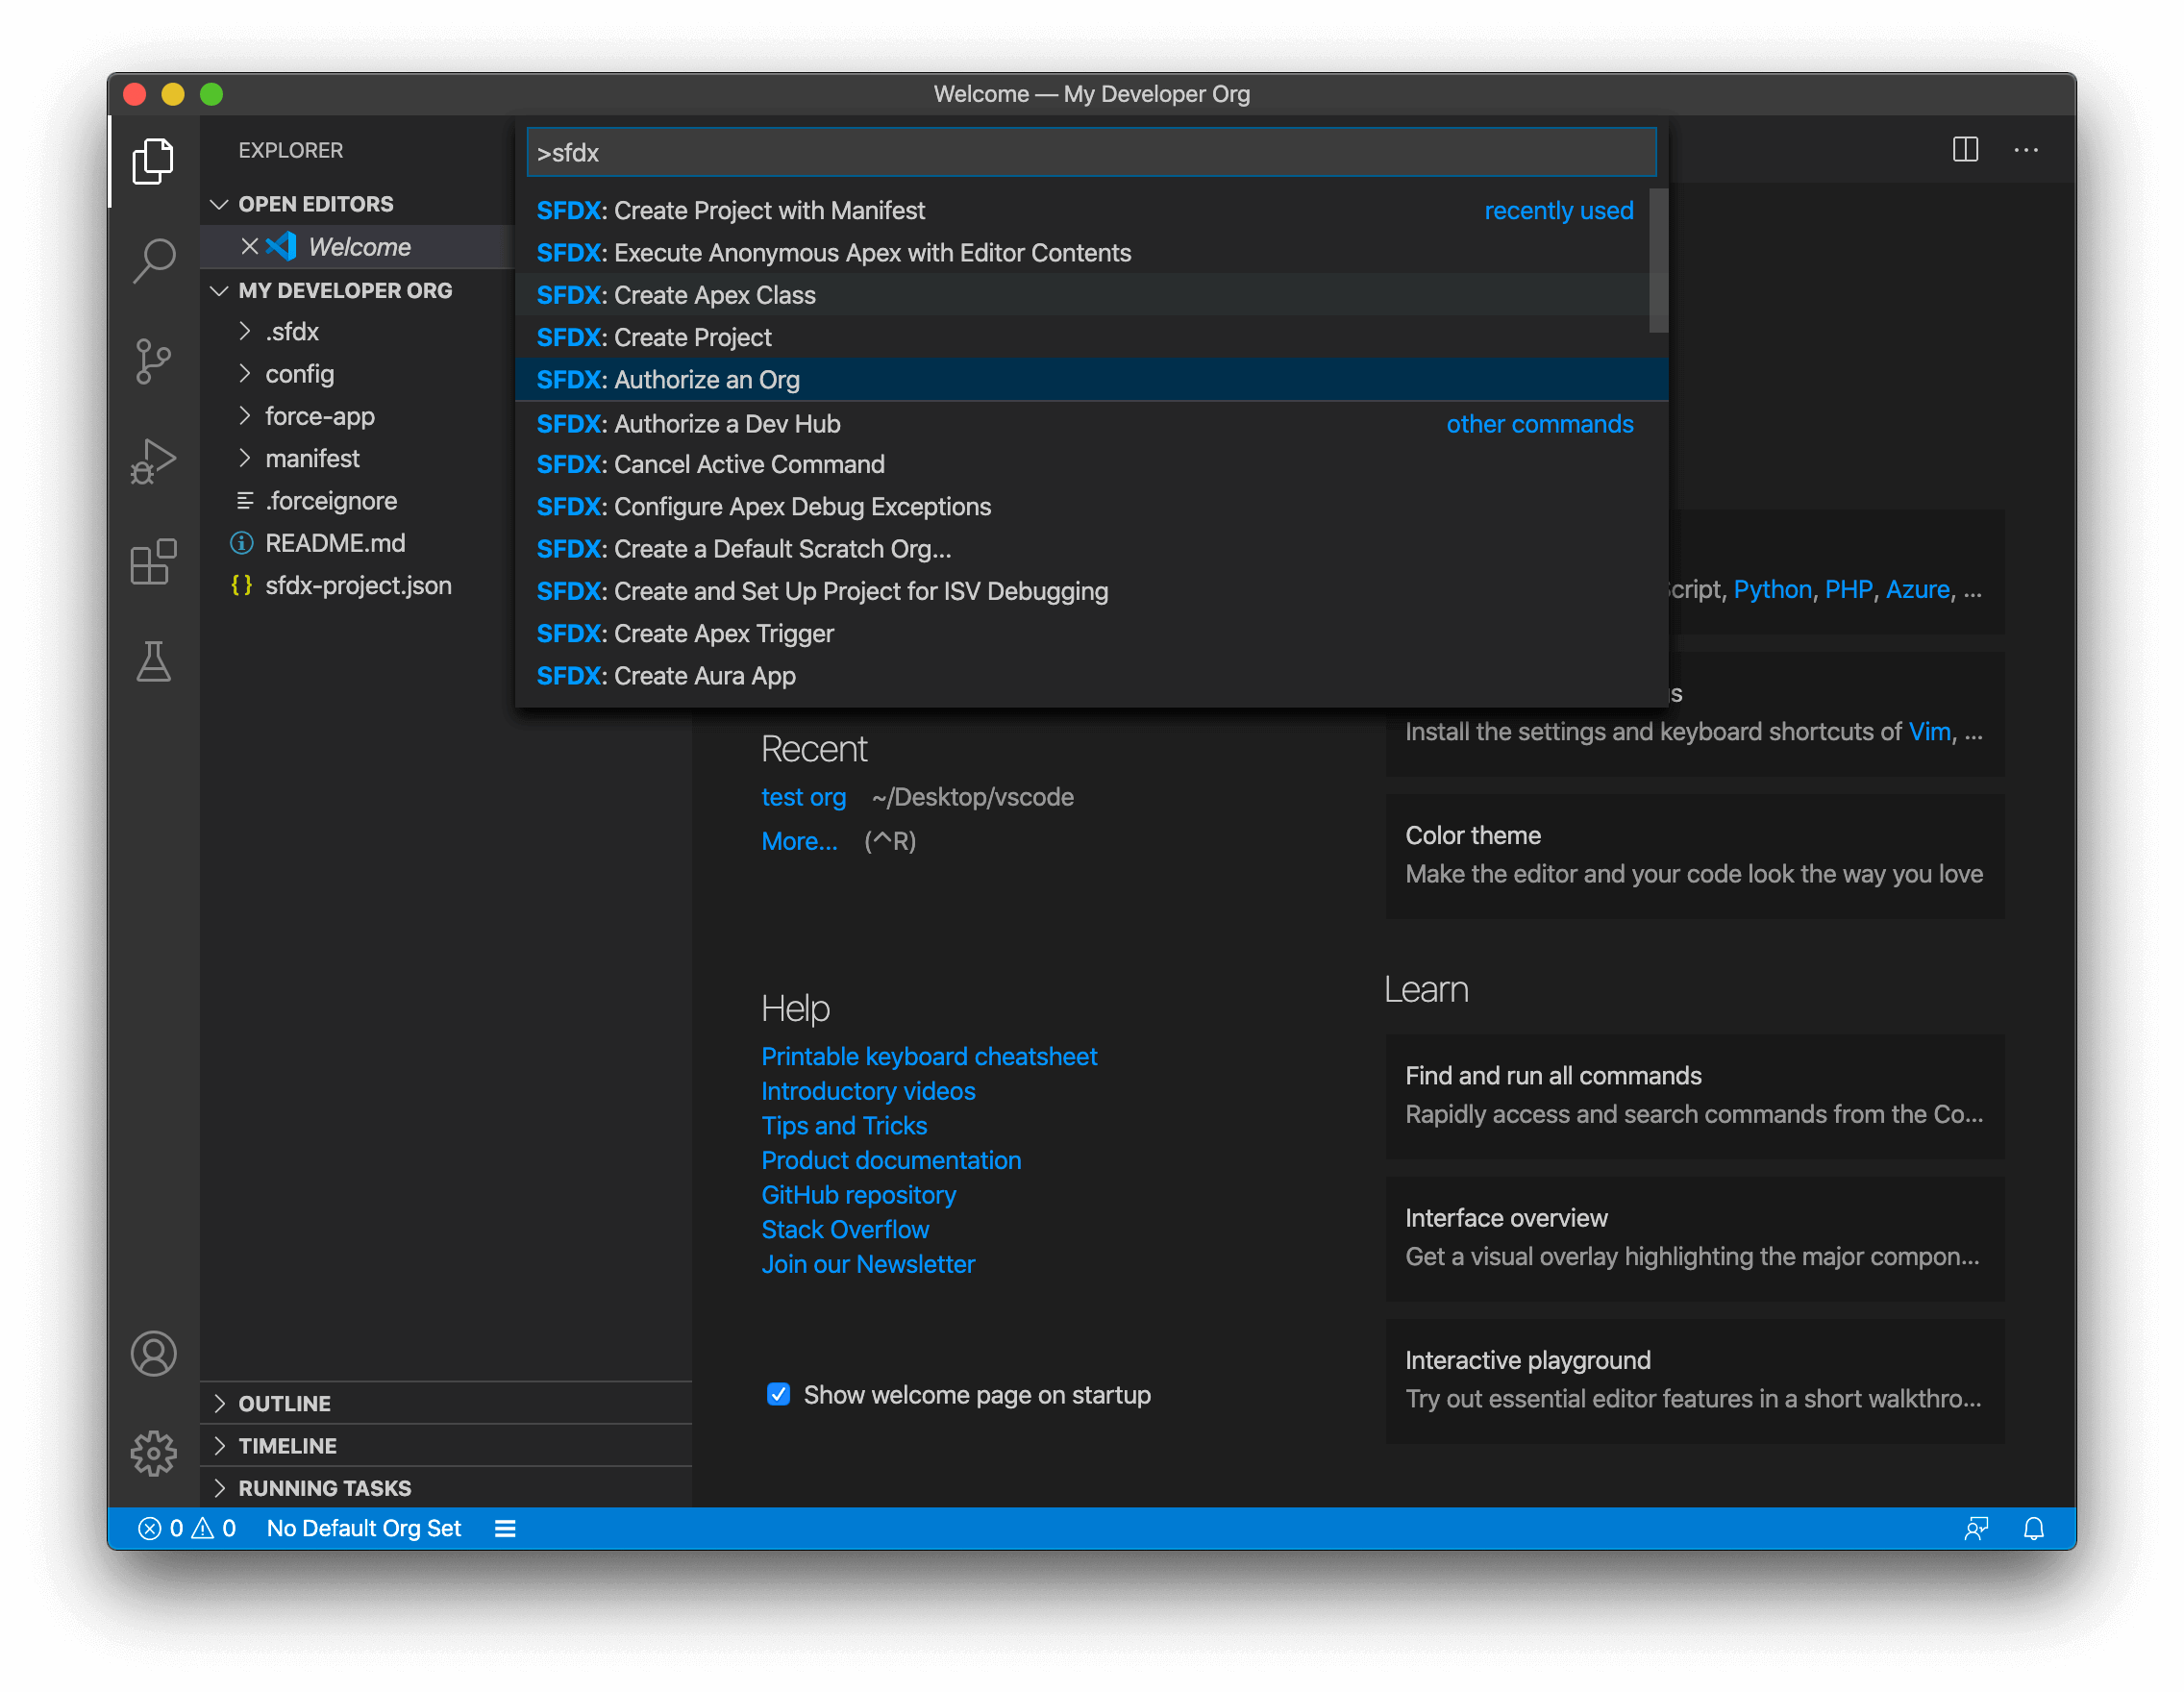 Welcome — My Developer Org
EXPLORER
OPEN EDITORS
Welcome
MY DEVELOPER ORG
.sfdx
config
force-app
manifest
.forceignore
README.md
sfdx-project.json
OUTLINE
TIMELINE
RUNNING TASKS
>sfdx
SFDX: Create Project with Manifest recently used
SFDX: Execute Anonymous Apex with Editor Contents
SFDX: Create Apex Class
SFDX: Create Project
SFDX: Authorize an Org
SFDX: Authorize a Dev Hub other commands
SFDX: Cancel Active Command
SFDX: Configure Apex Debug Exceptions
SFDX: Create a Default Scratch Org...
SFDX: Create and Set Up Project for ISV Debugging
SFDX: Create Apex Trigger
SFDX: Create Aura App
Recent
test org ~/Desktop/vscode
More... (^R)
Help
Printable keyboard cheatsheet
Introductory videos
Tips and Tricks
Product documentation
GitHub repository
Stack Overflow
Join our Newsletter
Show welcome page on startup
cript, Python, PHP, Azure, ...
s
Install the settings and keyboard shortcuts of Vim, ...
Color theme
Make the editor and your code look the way you love
Learn
Find and run all commands
Rapidly access and search commands from the Co...
Interface overview
Get a visual overlay highlighting the major compon...
Interactive playground
Try out essential editor features in a short walkthro...
0 0 No Default Org Set